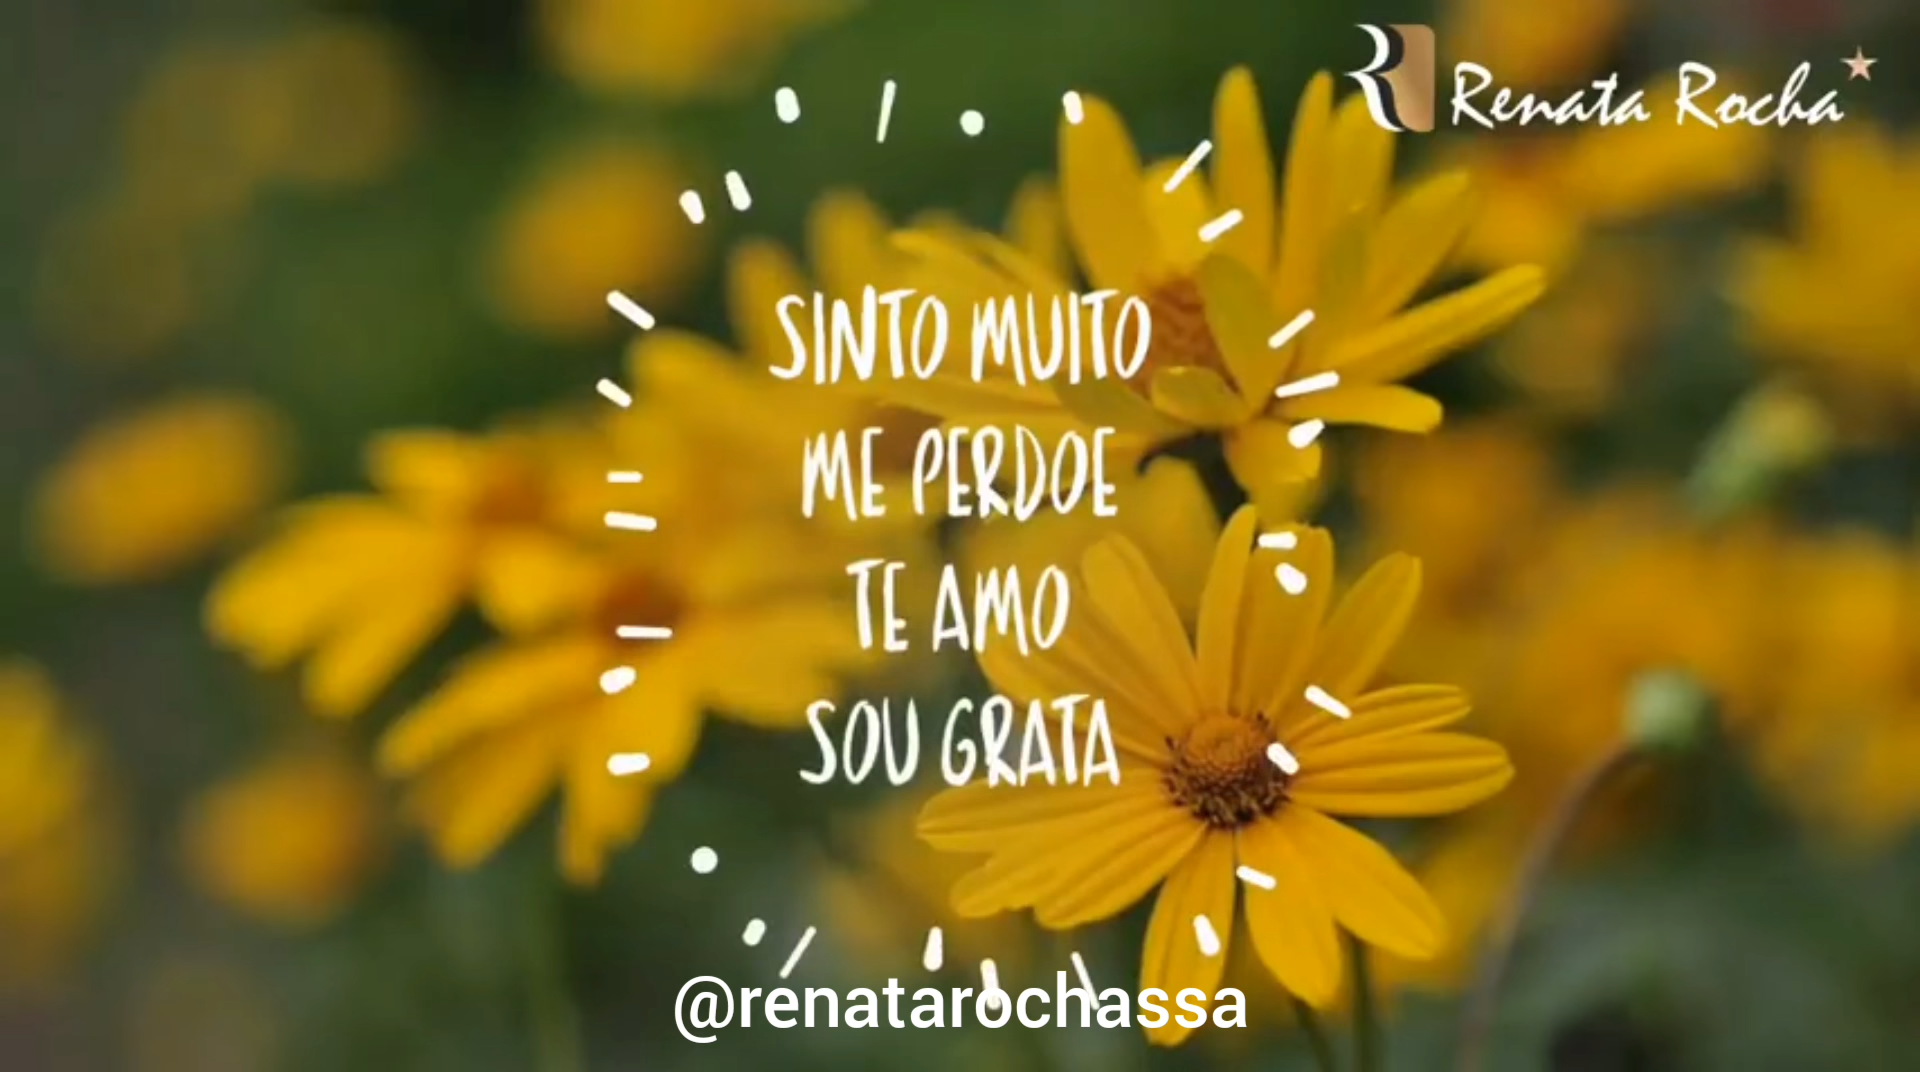 Renata Rocha
SINTO MUITO
ME PERDOE
TE AMO
SOU GRATA
@renatarochassa